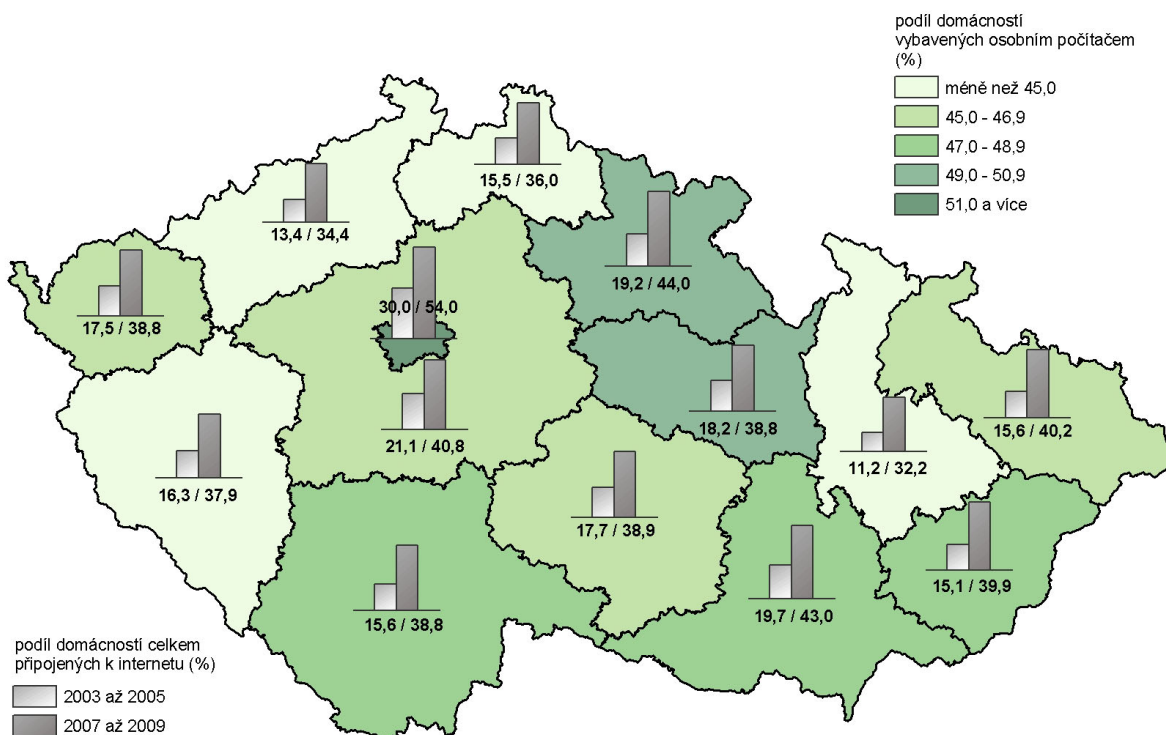 podíl domácností
vybavených osobním počítačem
(%)
méně než 45,0
45,0 - 46,9
47,0 - 48,9
49,0 - 50,9
51,0 a více
15,5 / 36,0
13,4 / 34,4
19,2 / 44,0
30,0 / 54,0
17,5 / 38,8
15,6 / 40,2
18,2 / 38,8
21,1 / 40,8
11,2 / 32,2
16,3 / 37,9
17,7 / 38,9
15,1 / 39,9
19,7 / 43,0
15,6 / 38,8
podíl domácností celkem
připojených k internetu (%)
2003 až 2005
2007 až 2009